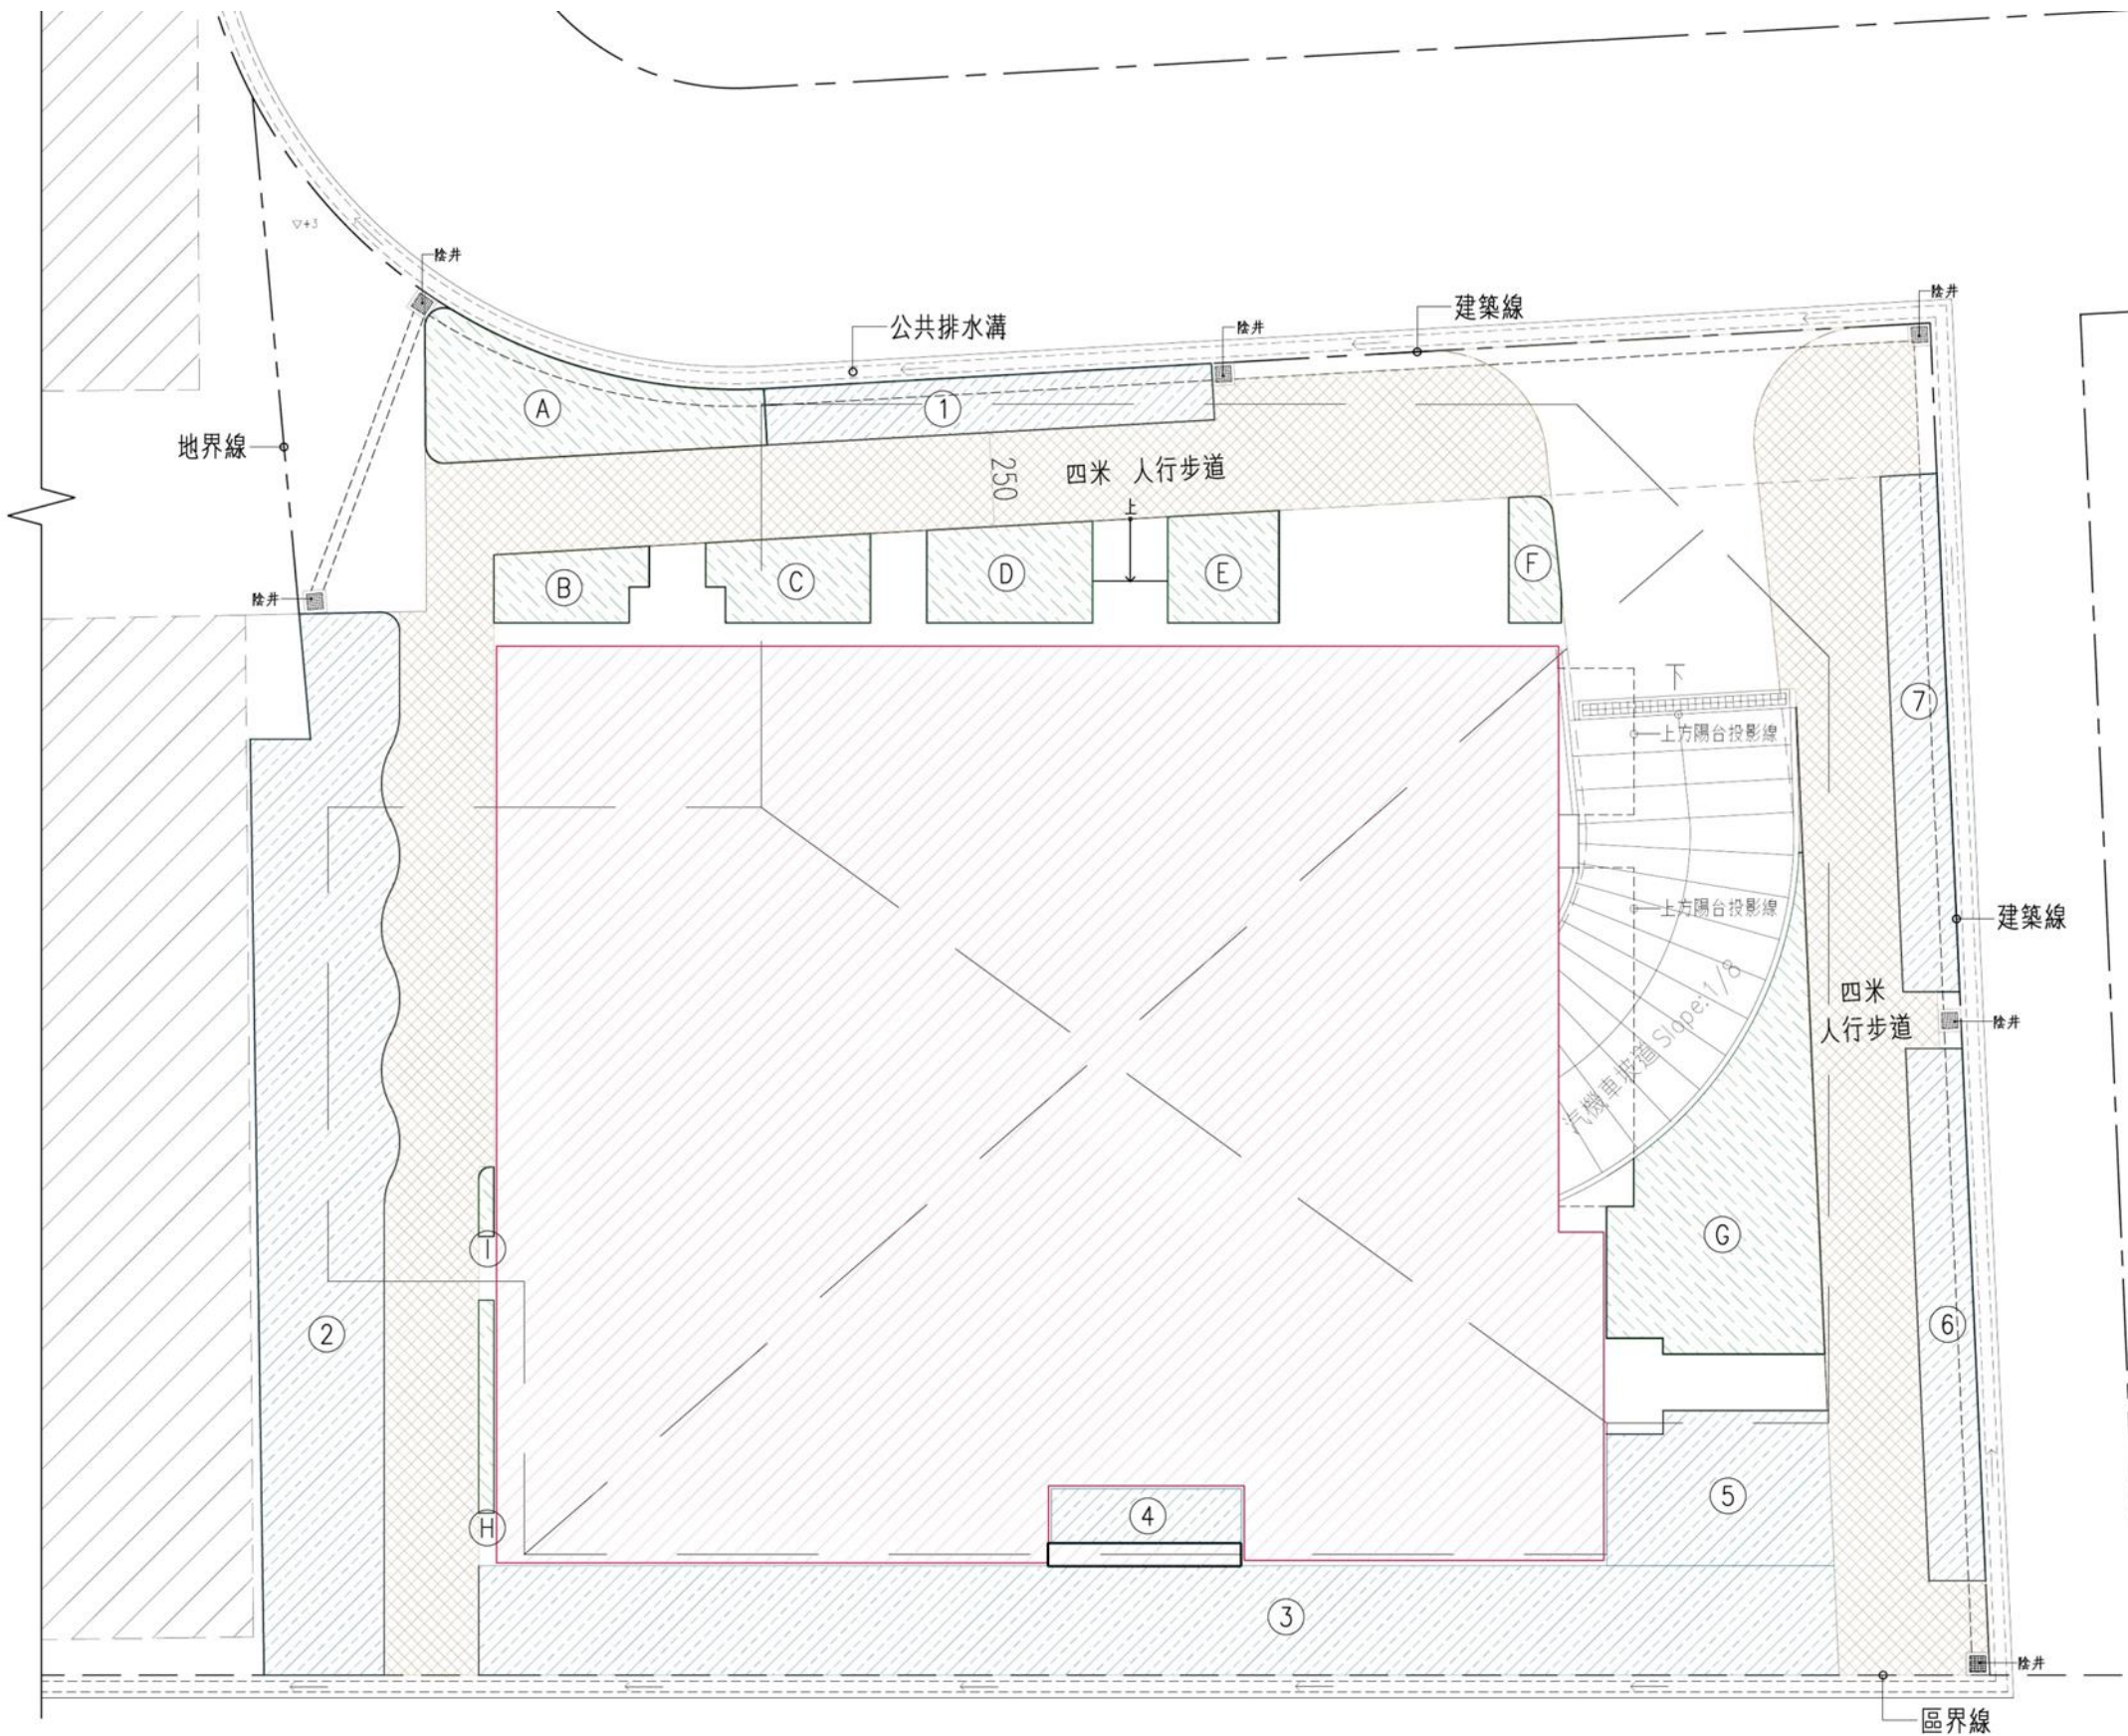 ▽+3
陰井
公共排水溝
建築線
陰井
陰井
地界線
A
1
250
四米 人行步道
上
陰井
B
C
D
E
F
下
上方陽台投影線
7
上方陽台投影線
建築線
汽機車坡道 Slope:1/8
四米
人行步道
陰井
I
G
2
6
H
4
5
3
陰井
區界線